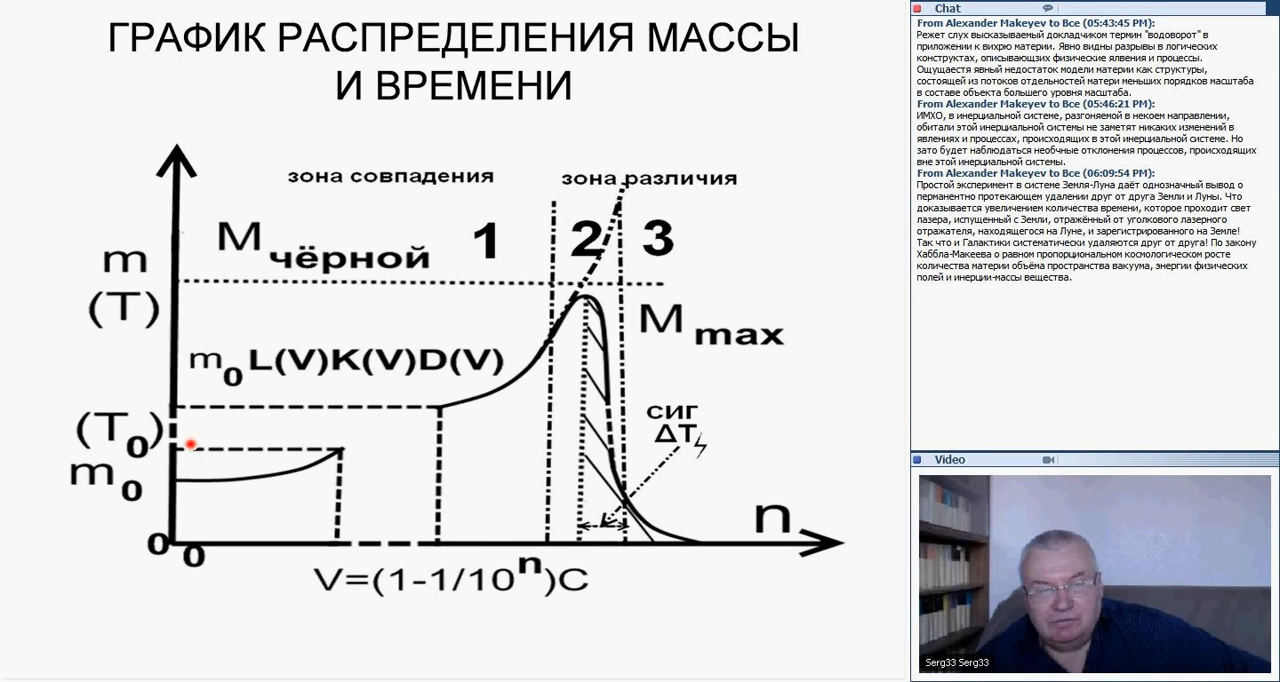 ГРАФИК РАСПРЕДЕЛЕНИЯ МАССЫ
И ВРЕМЕНИ
зона совпадения
зона различия
M чёрной
1
2
3
m
(T)
M max
m0 L(V)K(V)D(V)
(T0)
m0
СИГ
ΔT
n
0
0
V=(1-1/10^n)C
Chat
From Alexander Makeyev to Все (05:43:45 PM):
Режет слух высказываемый докладчиком термин "водоворот" в
приложении к вихрю материи. Явно видны разрывы в логических
конструктах, описывающзих физические ялвения и процессы.
Ощущаестя явный недостаток модели материи как структуры,
состоящей из потоков отдельностей матери меньших порядков масштаба
в составе объекта большего уровня масштаба.
From Alexander Makeyev to Все (05:46:21 PM):
ИМХО, в инерциальной системе, разгоняемой в некоем направлении,
обитали этой инерциальной системы не заметят никаких изменений в
явлениях и процессах, происходящих в этой инерциальной системе. Но
зато будет наблюдаться необчные отклонения процессов, происходящих
вне этой инерциальной системы.
From Alexander Makeyev to Все (06:09:54 PM):
Простой эксперимент в системе Земля-Луна даёт однозначный вывод о
перманентно протекающем удалении друг от друга Земли и Луны. Что
доказывается увеличением количества времени, которое проходит свет
лазера, испущенный с Земли, отражённый от уголкового лазерного
отражателя, находящегося на Луне, и зарегистрированного на Земле!
Так что и Галактики систематически удаляются друг от друга! По закону
Хаббла-Макеева о равном пропорциональном космологическом росте
количества материи объёма пространства вакуума, энергии физических
полей и инерции-массы вещества.
Video
Serg33 Serg33